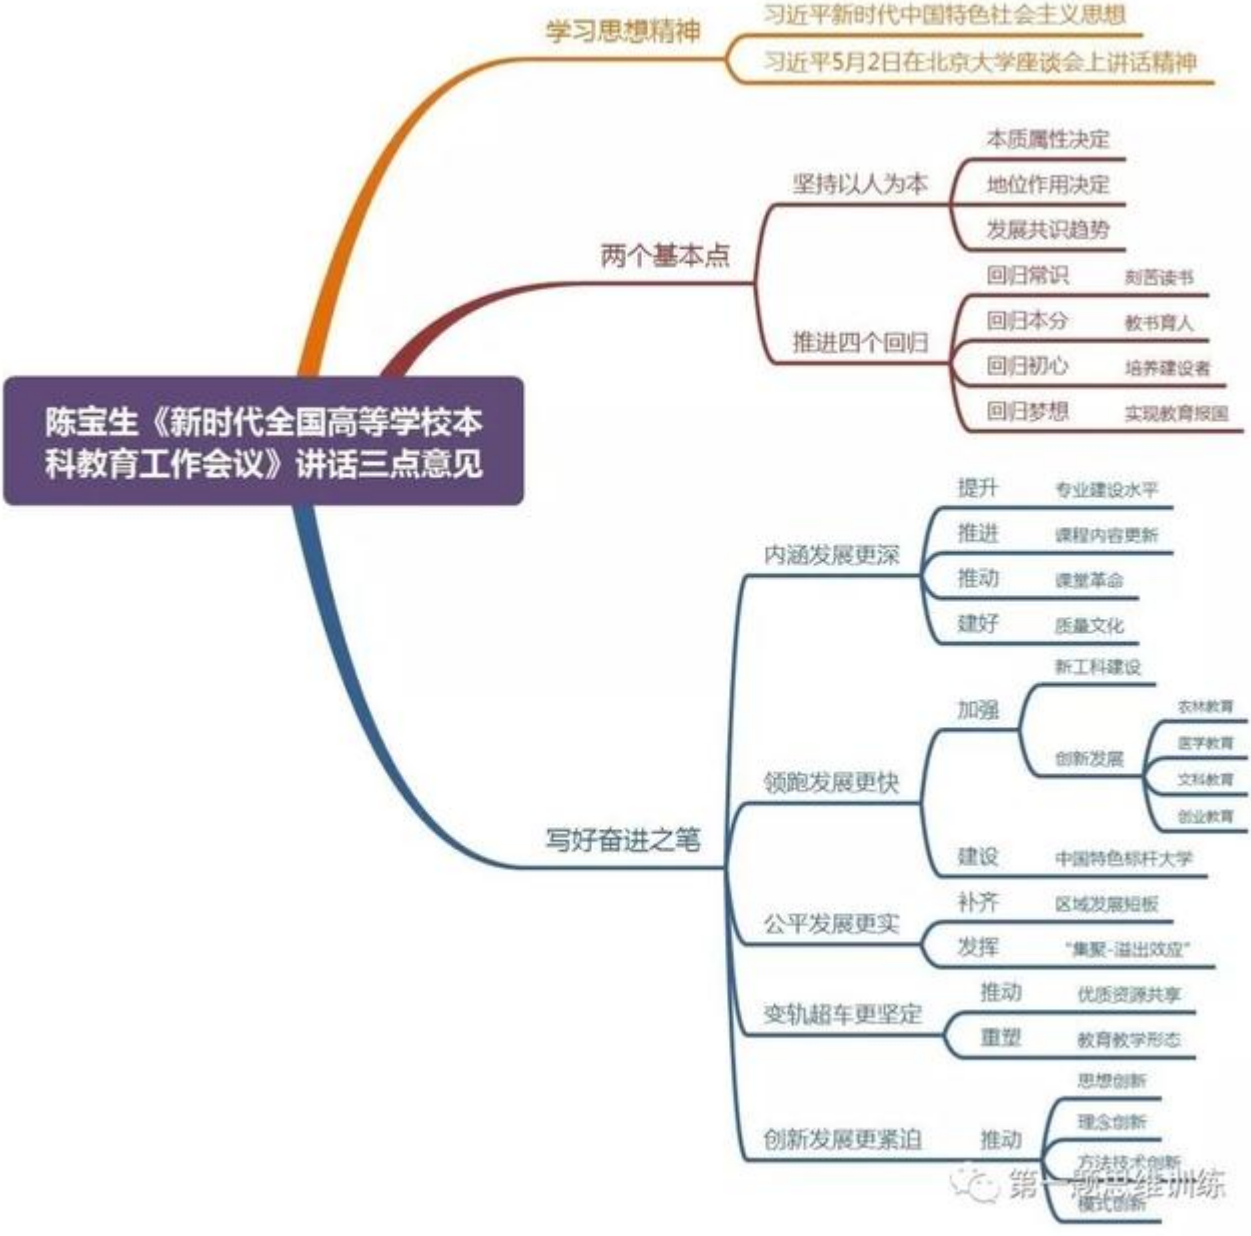 学习思想精神
习近平新时代中国特色社会主义思想
习近平5月2日在北京大学座谈会上讲话精神
两个基本点
坚持以人为本
本质属性决定
地位作用决定
发展共识趋势
推进四个回归
回归常识 刻苦读书
回归本分 教书育人
回归初心 培养建设者
回归梦想 实现教育报国
陈宝生《新时代全国高等学校本
科教育工作会议》讲话三点意见
写好奋进之笔
内涵发展更深
提升 专业建设水平
推进 课程内容更新
推动 课堂革命
建好 质量文化
领跑发展更快
加强
新工科建设
创新发展
农林教育
医学教育
文科教育
创业教育
建设 中国特色标杆大学
公平发展更实
补齐 区域发展短板
发挥 “集聚-溢出效应”
变轨超车更坚定
推动 优质资源共享
重塑 教育教学形态
创新发展更紧迫
推动
思想创新
理念创新
方法技术创新
模式创新
第一题思维训练